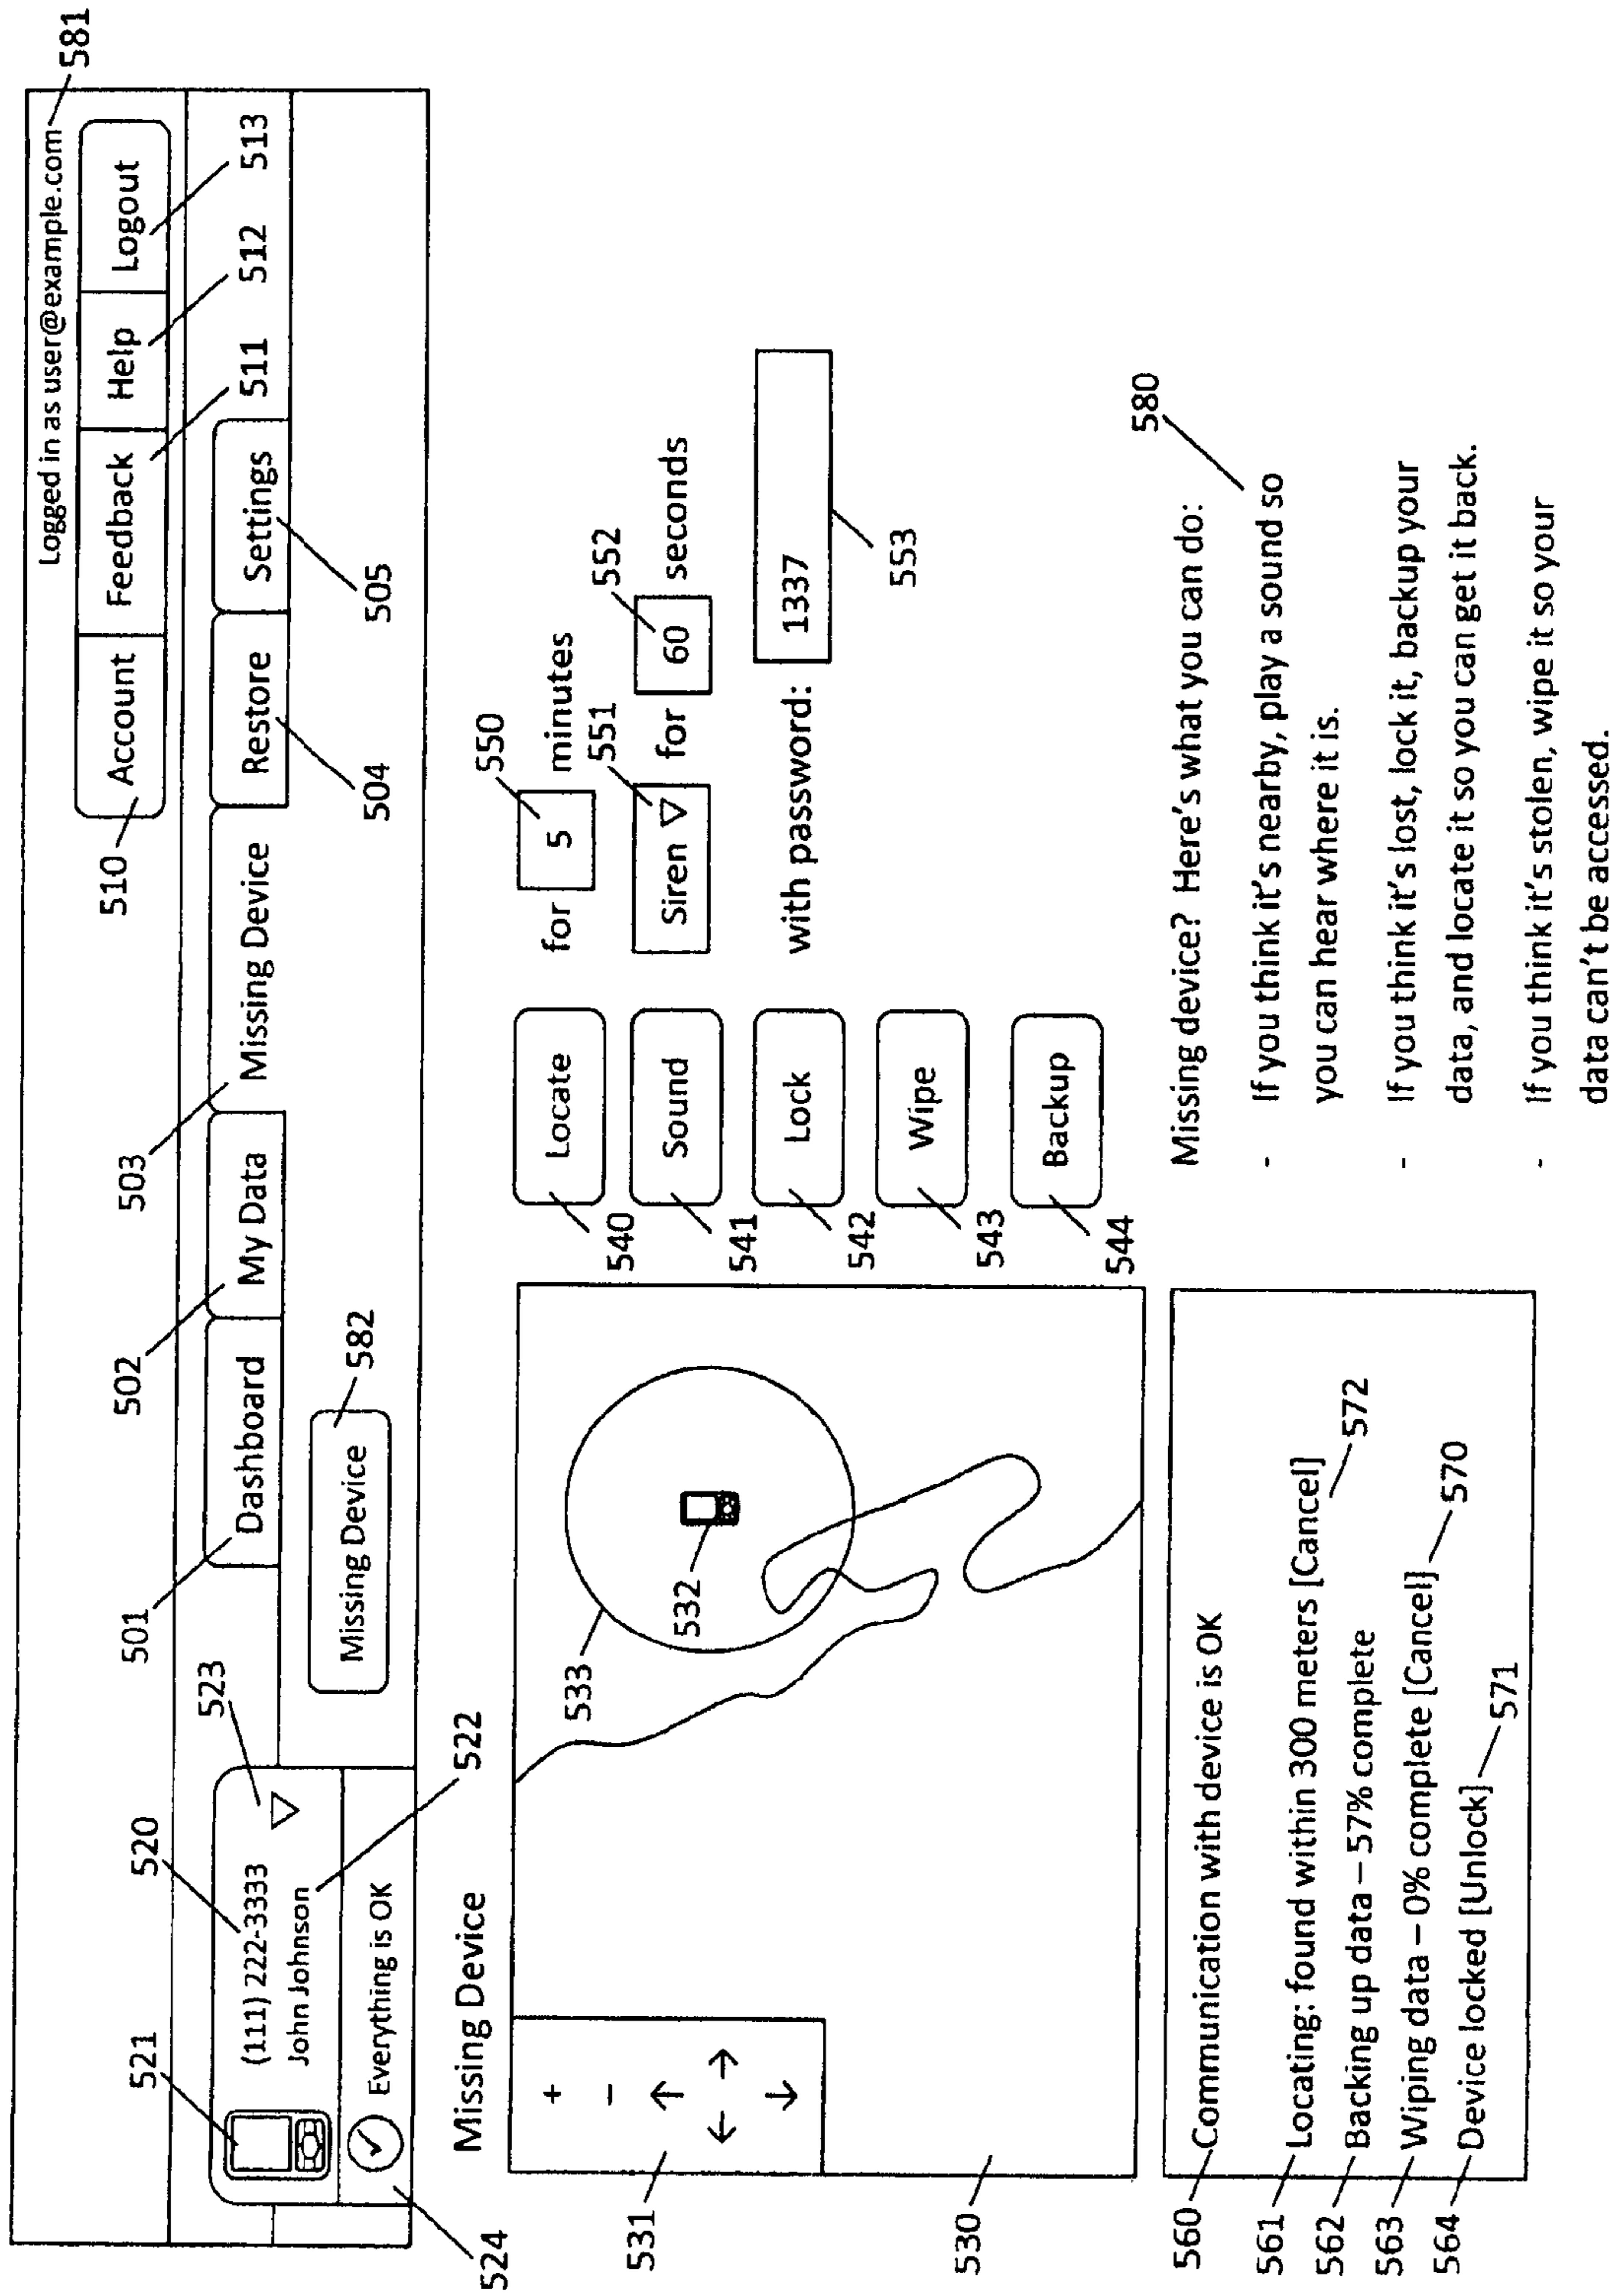 Logged in as user@example.com
581
510
Account
Feedback
Help
Logout
511
512
513
521
520
523
501
502
503
(111) 222-3333
John Johnson
Dashboard
My Data
Missing Device
Restore
Settings
504
505
Everything is OK
524
522
Missing Device
582
Missing Device
+
-
531
530
533
532
Locate
540
for
5
minutes
550
Sound
541
Siren
for
60
seconds
551
552
Lock
542
with password:
1337
553
Wipe
543
Backup
544
560
Communication with device is OK
561
Locating: found within 300 meters [Cancel]
572
562
Backing up data – 57% complete
563
Wiping data – 0% complete [Cancel]
570
564
Device locked [Unlock]
571
Missing device? Here's what you can do:
580
- If you think it's nearby, play a sound so
you can hear where it is.
- If you think it's lost, lock it, backup your
data, and locate it so you can get it back.
- If you think it's stolen, wipe it so your
data can't be accessed.